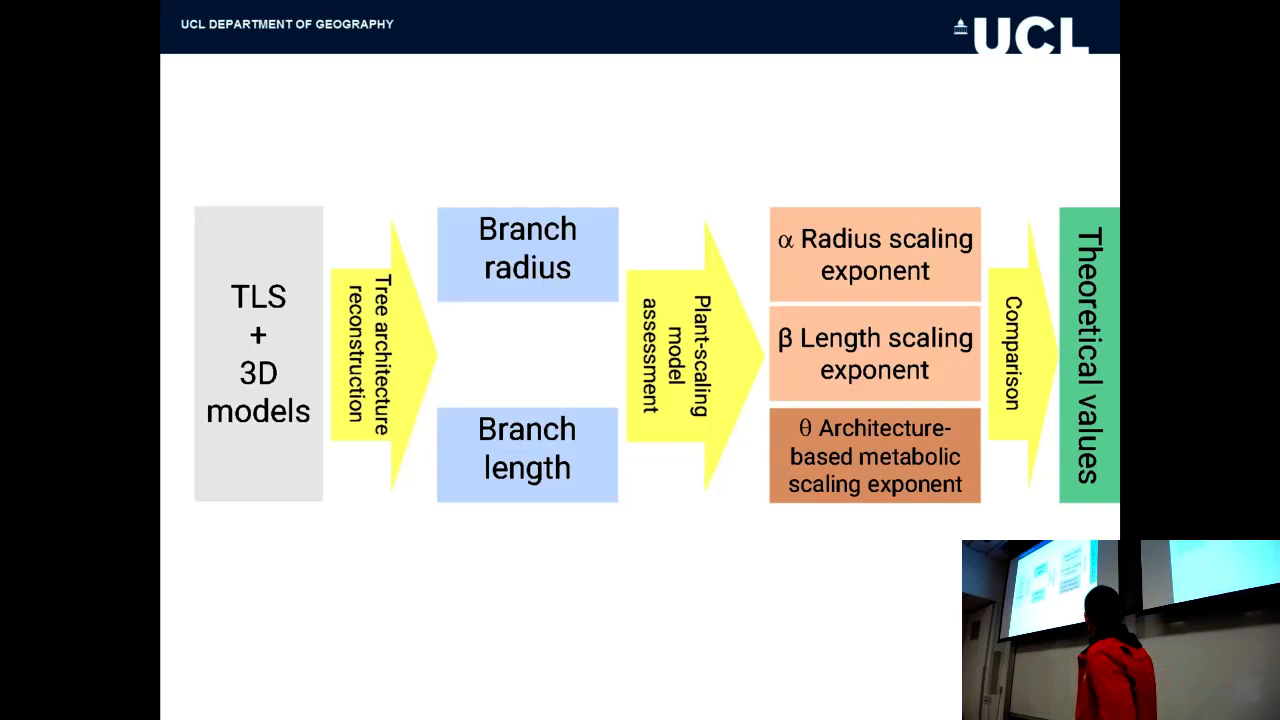 UCL DEPARTMENT OF GEOGRAPHY
UCL
TLS
+
3D
models
Tree architecture
reconstruction
Branch
radius
Branch
length
Plant-scaling
model
assessment
α Radius scaling
exponent
β Length scaling
exponent
θ Architecture-
based metabolic
scaling exponent
Comparison
Theoretical values